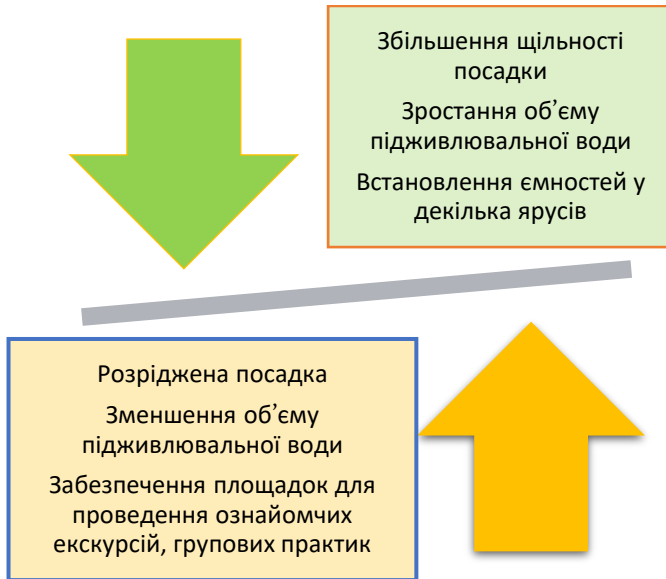 Збільшення щільності
посадки
Зростання об’єму
підживлювальної води
Встановлення ємностей у
декілька ярусів
Розріджена посадка
Зменшення об’єму
підживлювальної води
Забезпечення площадок для
проведення ознайомчих
екскурсій, групових практик